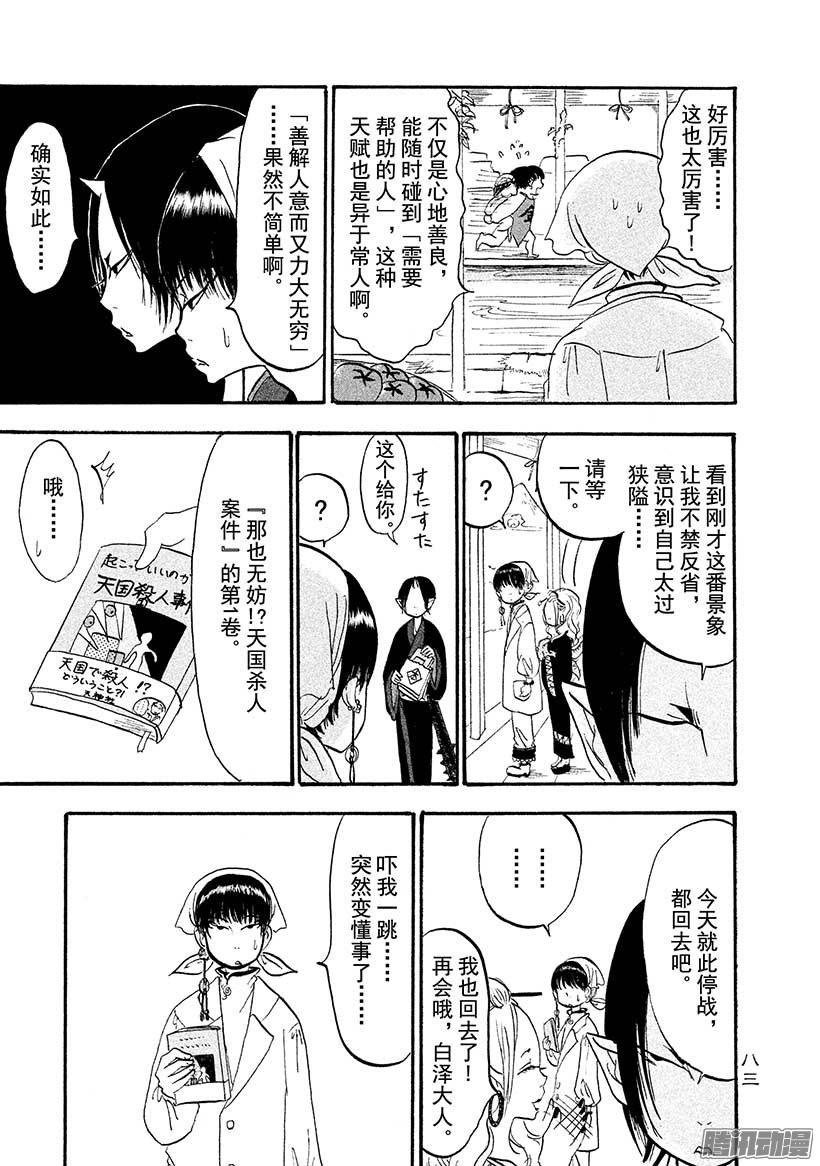 好厉害……
这也太厉害了！
不仅是心地善良，
能随时碰到「需要
帮助的人」，这种
天赋也是异于常人啊。
「善解人意而又力大无穷」
……果然不简单啊。
确实如此……
看到刚才这番景象
让我不禁反省，
意识到自己太过
狭隘……
请等
一下。
?
すたすた
这个给你。
?
『那也无妨!?天国杀人
案件』的第1卷。
哦……
天国殺人事件
天国で殺人!?
どういうこと?!
今天就此停战，
都回去吧。
……
我也回去了！
再会哦，白泽大人。
吓我一跳……
突然变懂事了……
八三
腾讯动漫